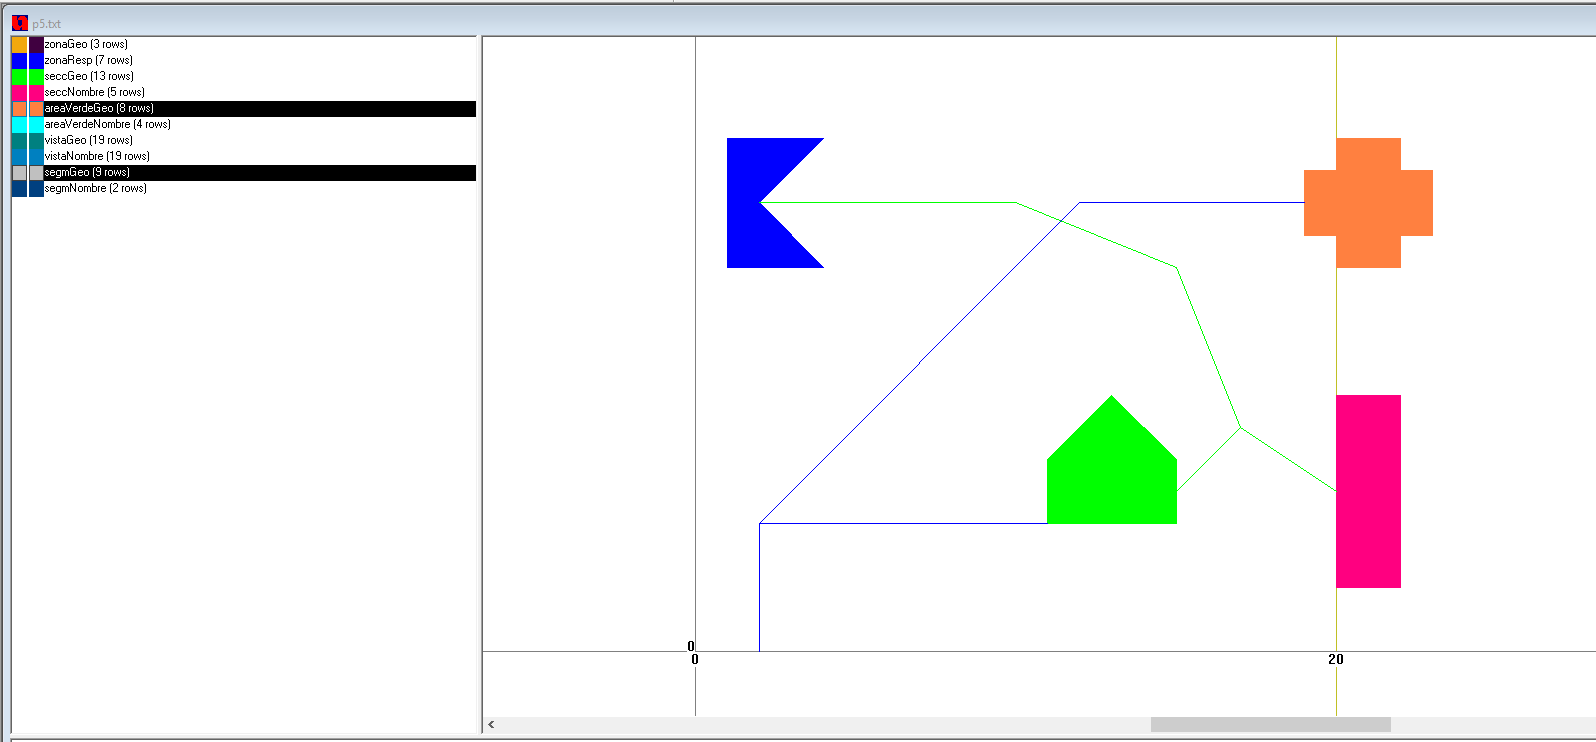 p5.txt
zonaGeo (3 rows)
zonaResp (7 rows)
seccGeo (13 rows)
seccNombre (5 rows)
areaVerdeGeo (8 rows)
areaVerdeNombre (4 rows)
vistaGeo (19 rows)
vistaNombre (19 rows)
segmGeo (9 rows)
segmNombre (2 rows)
0
0 20